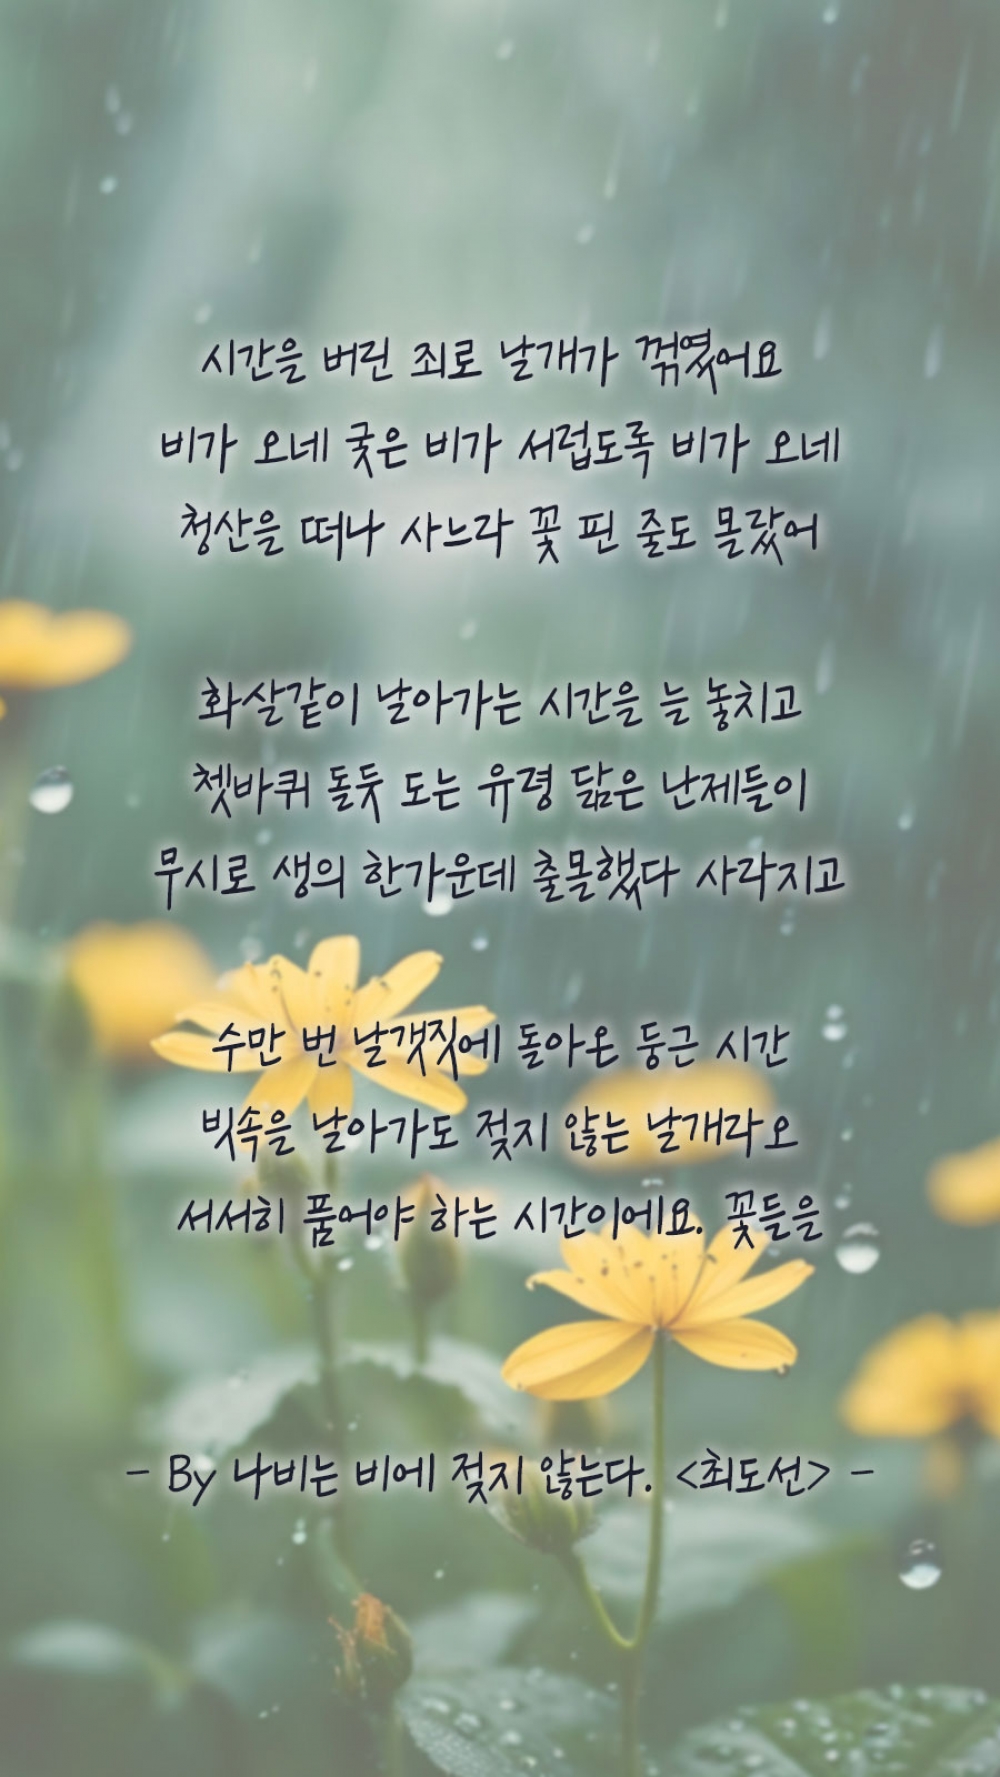 시간을 버린 죄로 날개가 꺾였어요
비가 오네 궂은 비가 서럽도록 비가 오네
청산을 떠나 사느라 꽃 핀 줄도 몰랐어
화살같이 날아가는 시간을 늘 놓치고
쳇바퀴 돌듯 도는 유령 닮은 난제들이
무시로 생의 한가운데 출몰했다 사라지고
수만 번 날갯짓에 돌아온 둥근 시간
빗속을 날아가도 젖지 않는 날개라오
서서히 품어야 하는 시간이에요. 꽃들을
- By 나비는 비에 젖지 않는다. <최도선> -